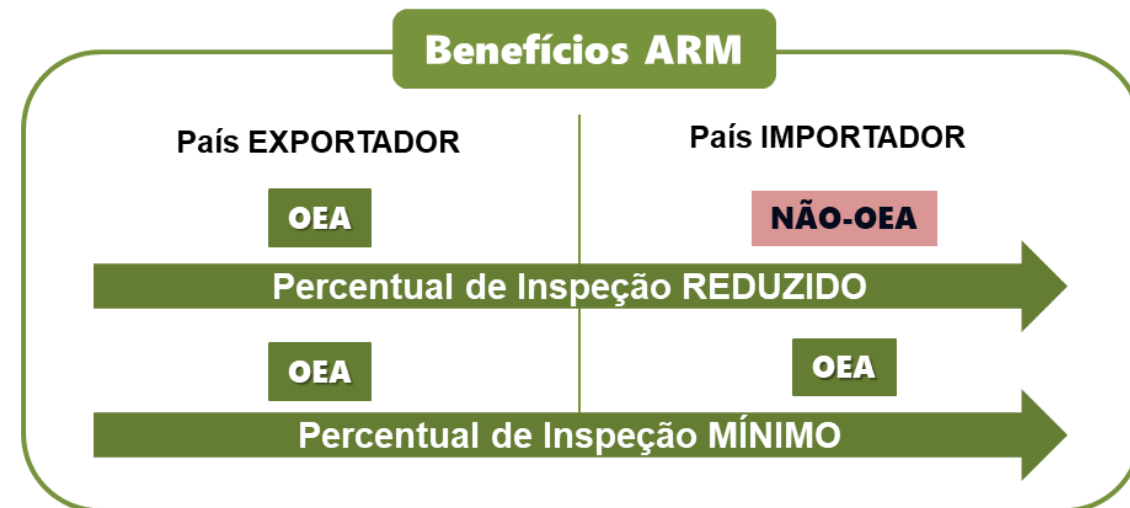 Benefícios ARM
País EXPORTADOR
País IMPORTADOR
OEA
NÃO-OEA
Percentual de Inspeção REDUZIDO
OEA
OEA
Percentual de Inspeção MÍNIMO